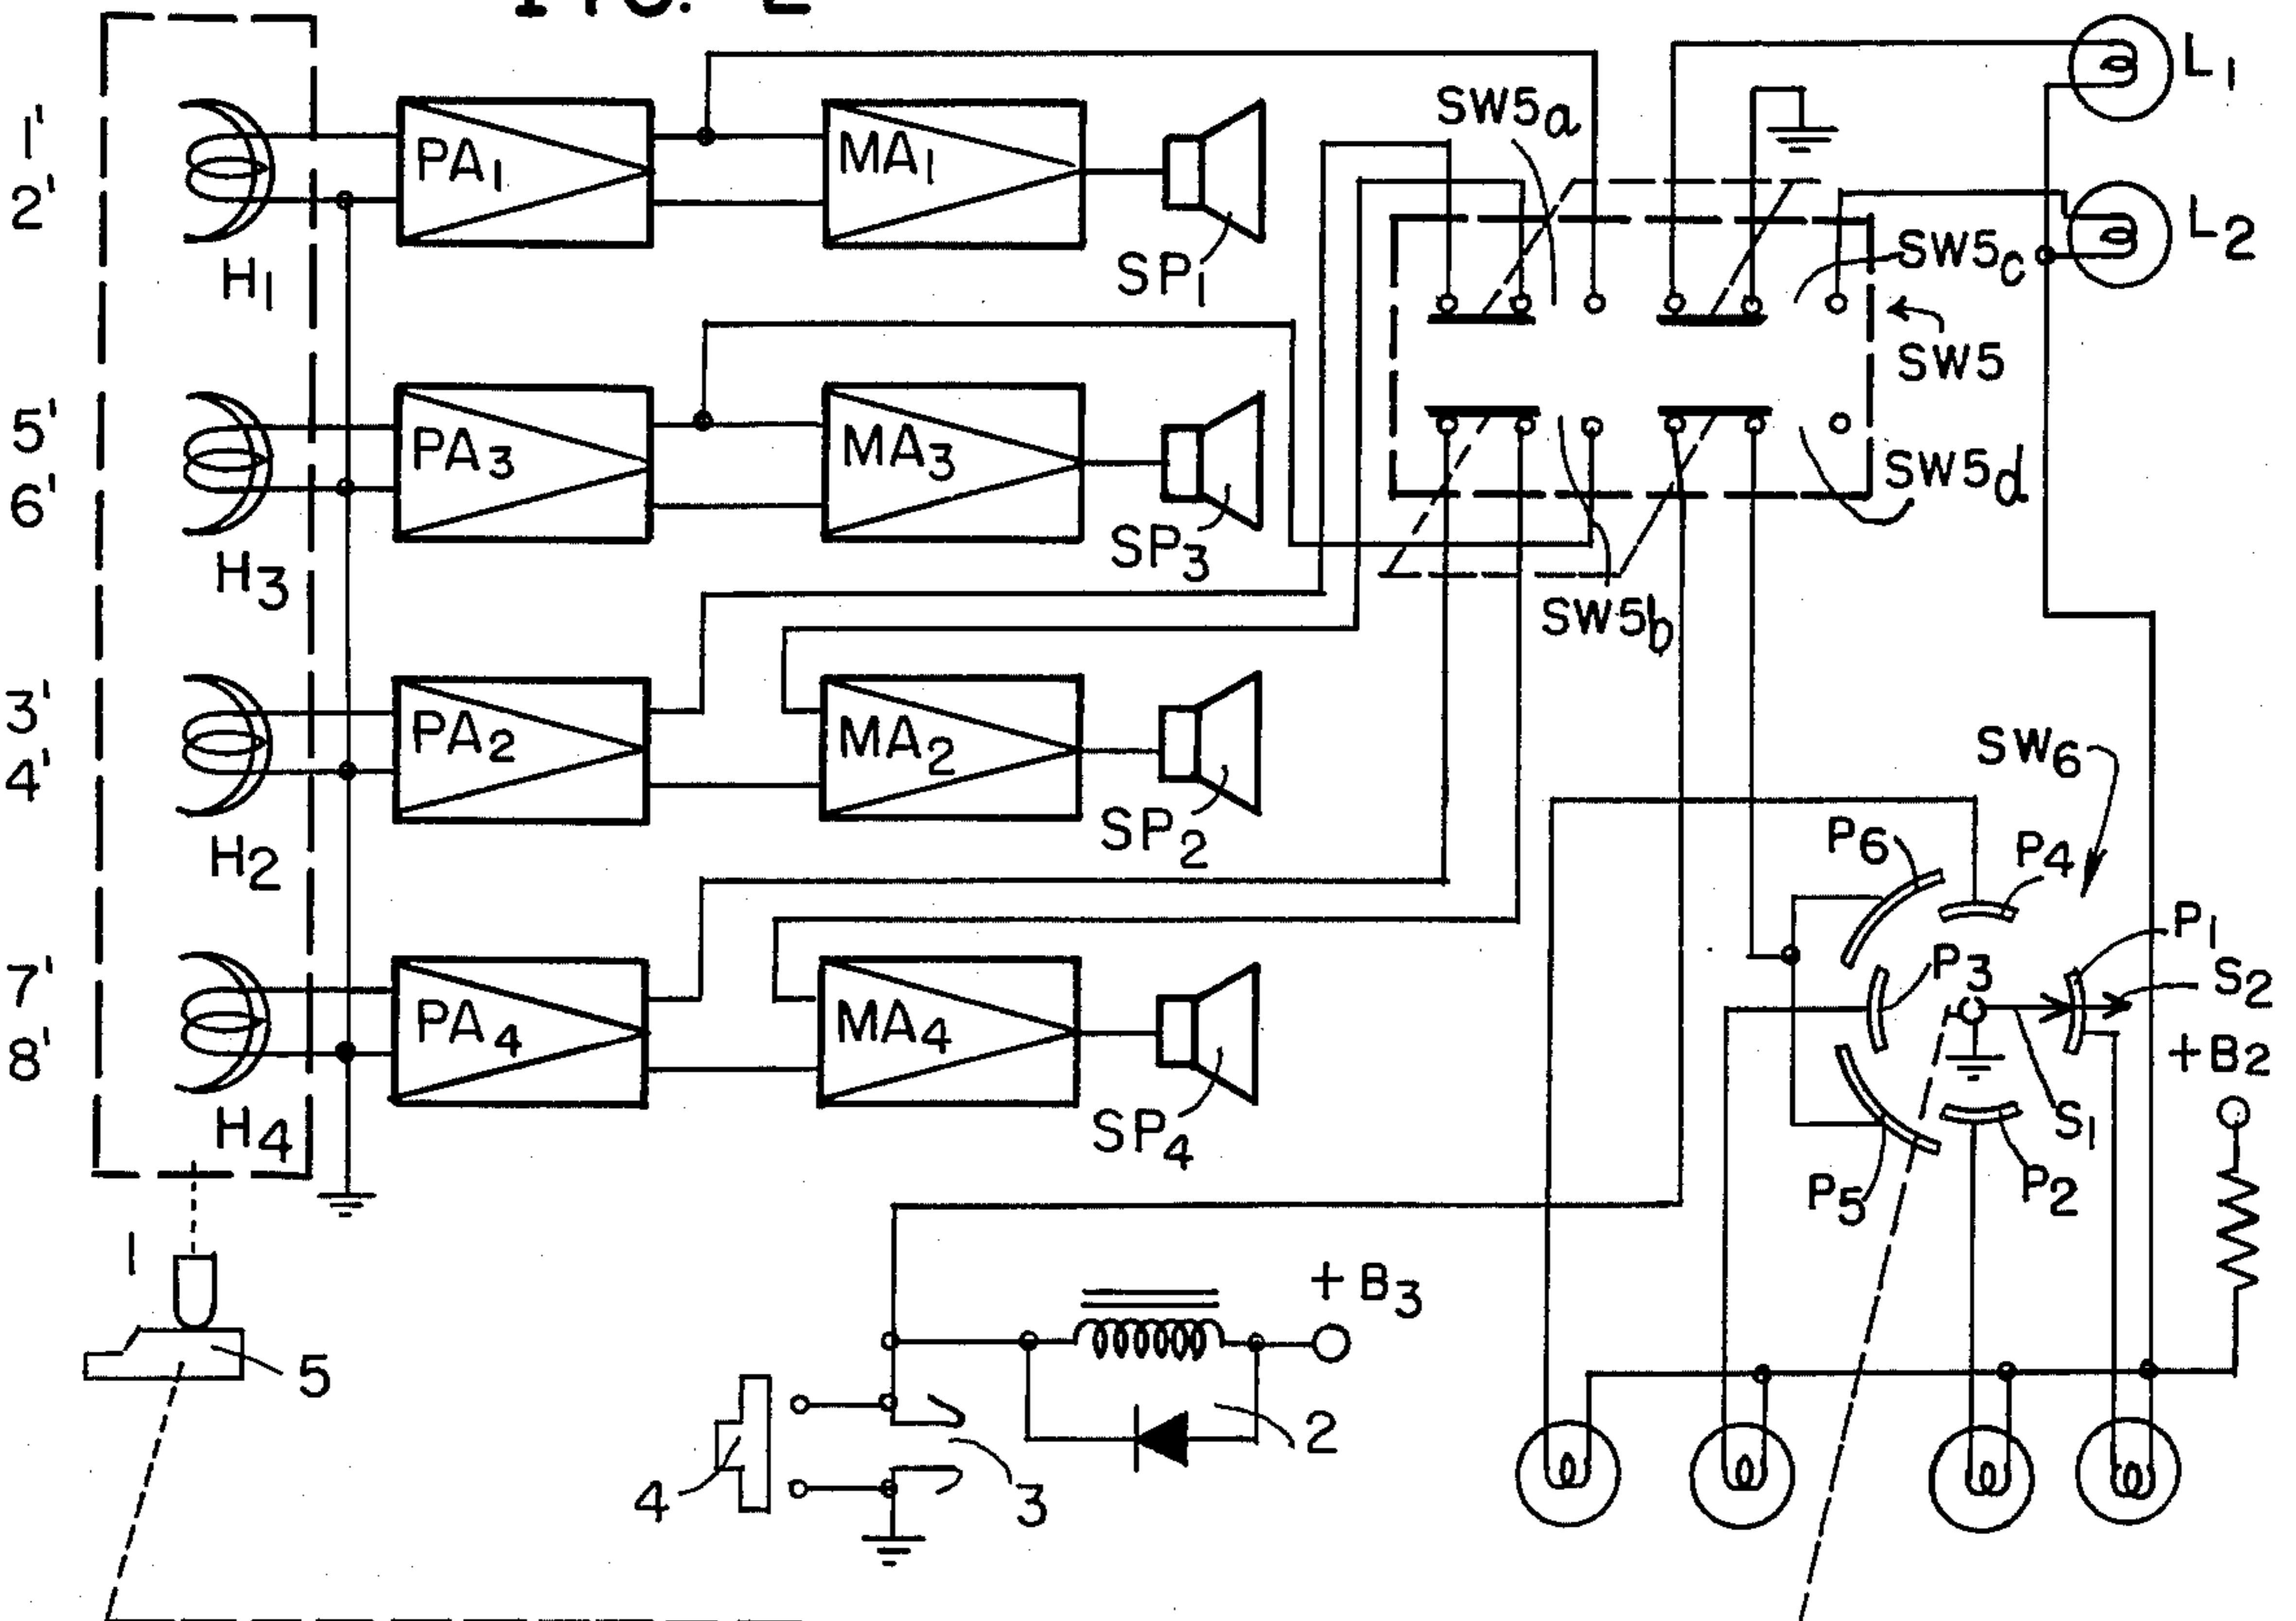 FIG. 2
L1
1'
PA1
MA1
SW5a
2'
L2
SW5c
H1
SP1
SW5
5'
PA3
MA3
6'
SW5d
H3
SP3
SW5b
3'
PA2
MA2
4'
SW6
SP2
P6
P4
H2
P1
7'
P3
S2
PA4
MA4
8'
+B2
H4
SP4
S1
P5
P2
1
+B3
5
2
4
3